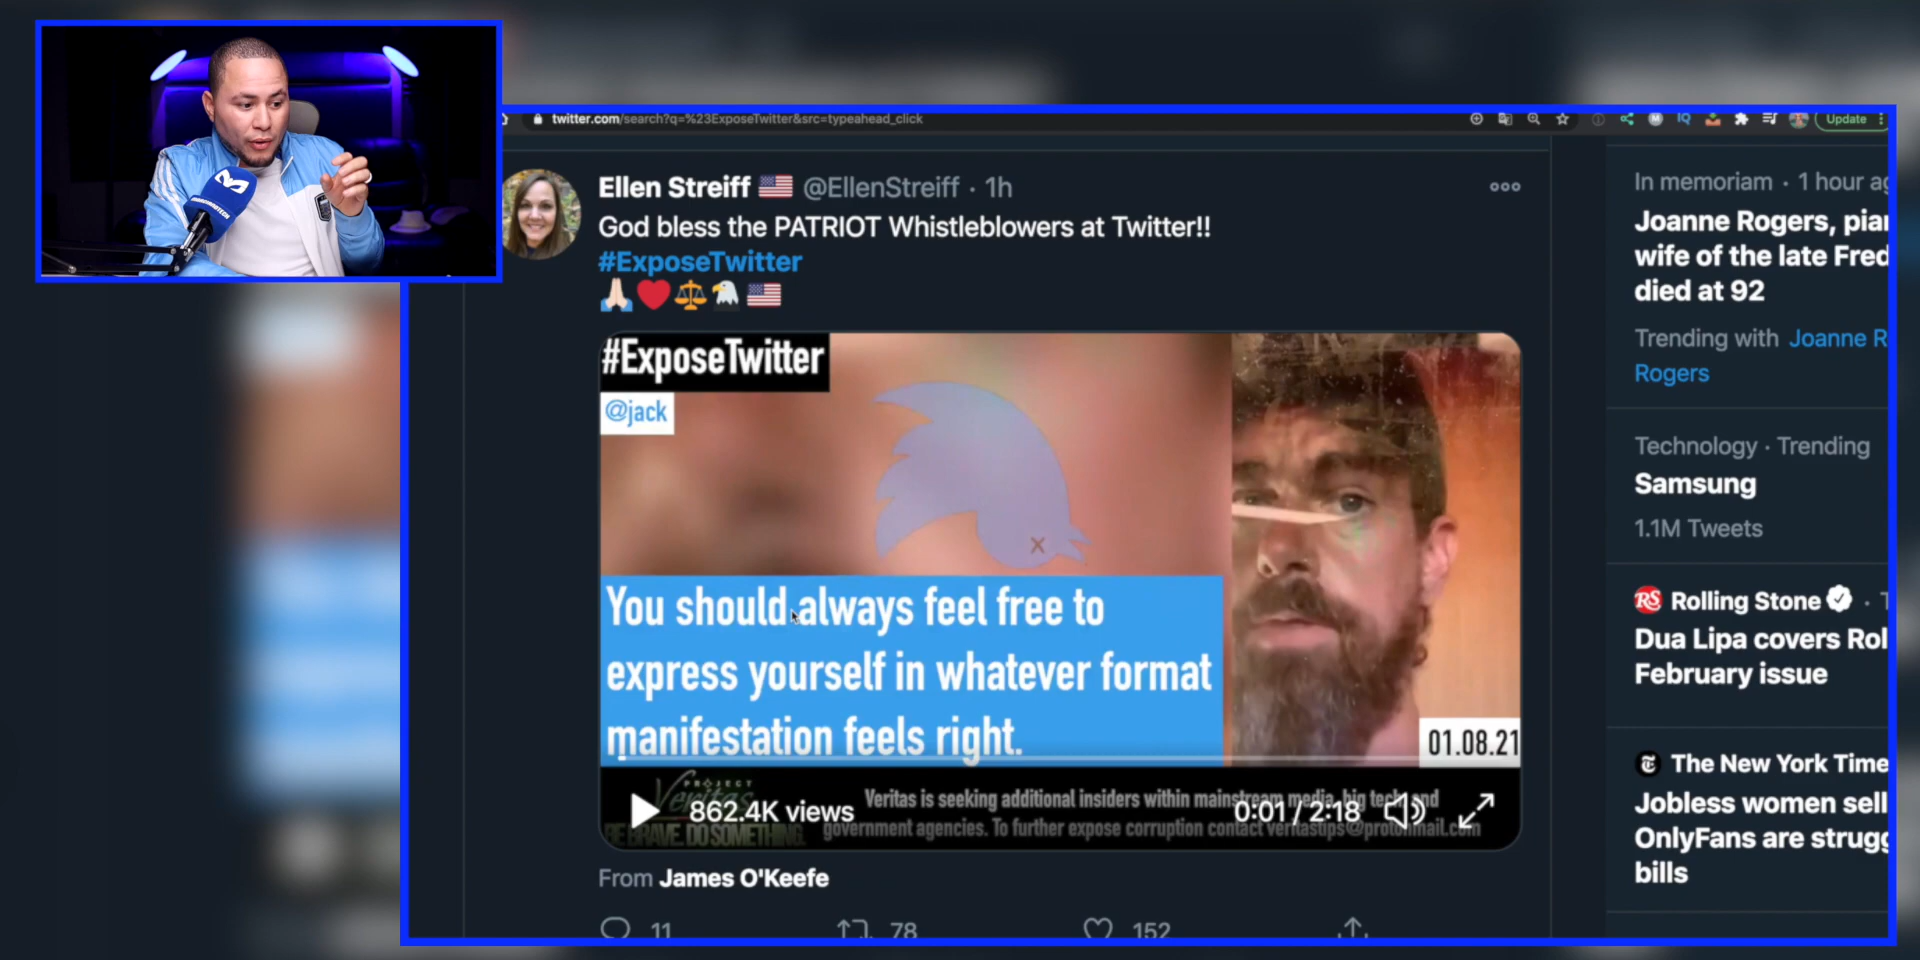 twitter.com/search?q=%23ExposeTwitter&src=typeahead_click
Update
Ellen Streiff 🇺🇸 @EllenStreiff · 1h
God bless the PATRIOT Whistleblowers at Twitter!!
#ExposeTwitter
🙏🏻❤️⚖️🦅🇺🇸
#ExposeTwitter
@jack
You should always feel free to
express yourself in whatever format
manifestation feels right.
01.08.21
PROJECT
Veritas
BE BRAVE. DO SOMETHING.
862.4K views
Veritas is seeking additional insiders within mainstream media, big tech and
government agencies. To further expose corruption contact veritastips@protonmail.com
0:01 / 2:18
From James O'Keefe
11
78
152
In memoriam · 1 hour ag
Joanne Rogers, pian
wife of the late Fred
died at 92
Trending with Joanne R
Rogers
Technology · Trending
Samsung
1.1M Tweets
RS Rolling Stone · T
Dua Lipa covers Rol
February issue
The New York Time
Jobless women sell
OnlyFans are strugg
bills